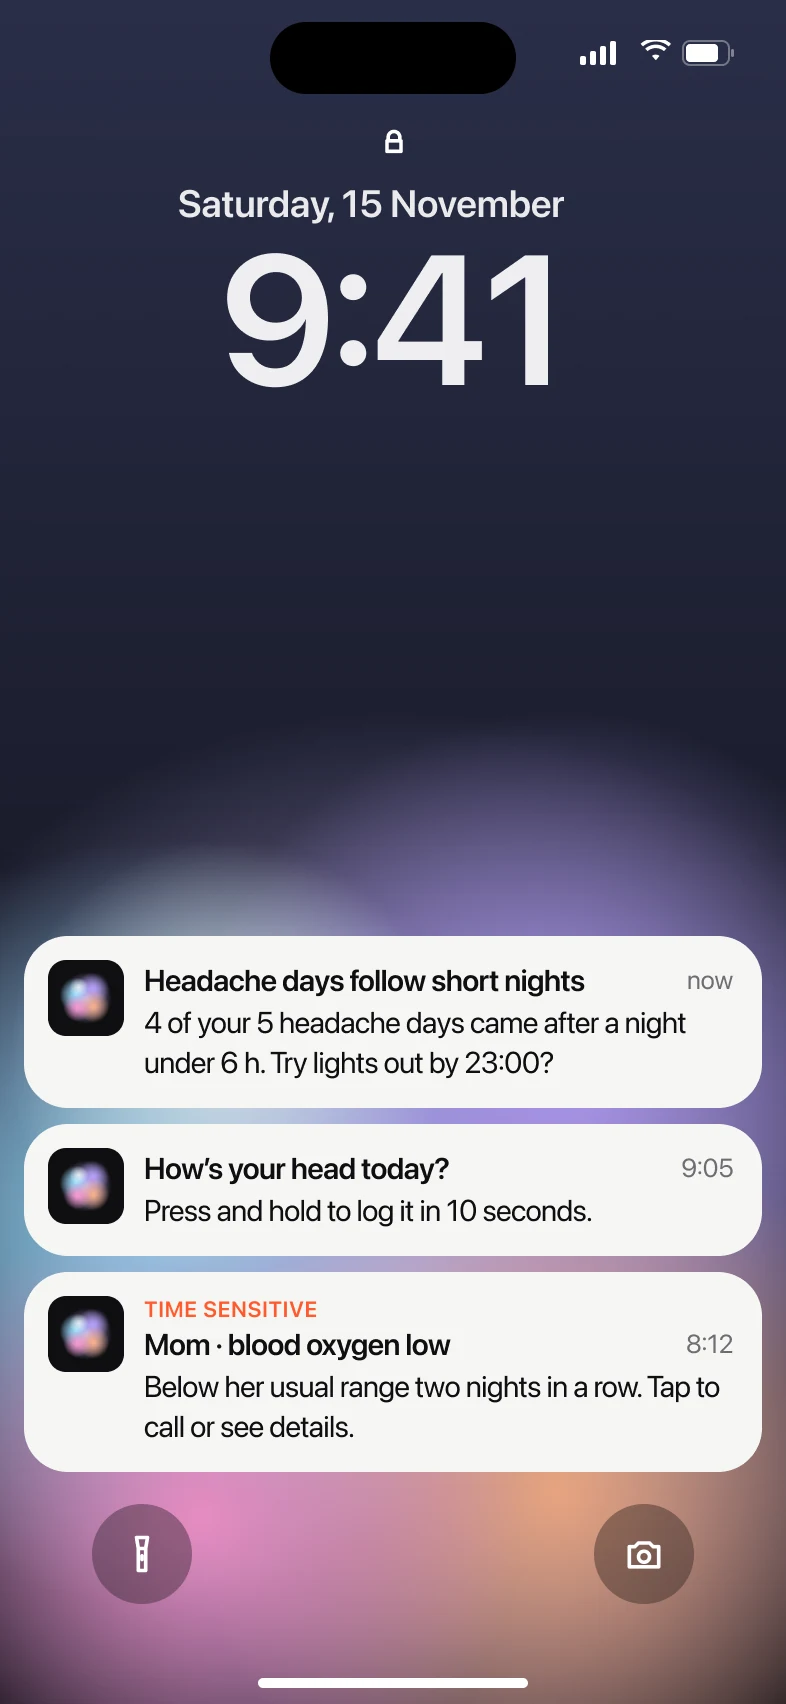 Saturday, 15 November
9:41
Headache days follow short nights
now
4 of your 5 headache days came after a night
under 6 h. Try lights out by 23:00?
How’s your head today?
9:05
Press and hold to log it in 10 seconds.
TIME SENSITIVE
Mom · blood oxygen low
8:12
Below her usual range two nights in a row. Tap to
call or see details.